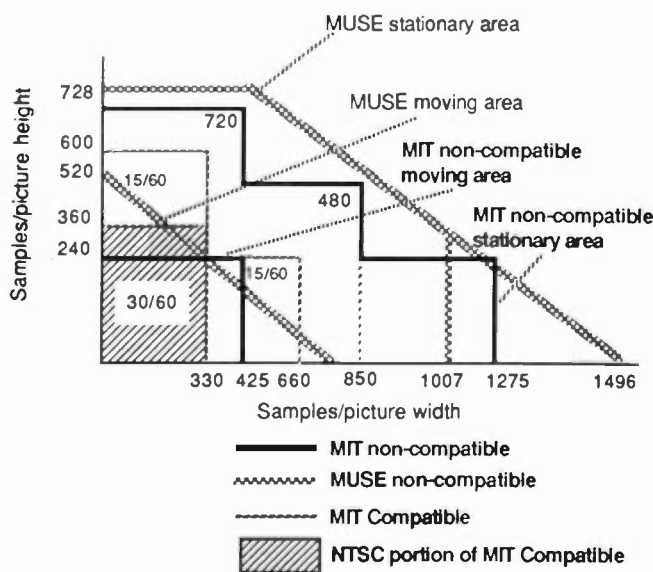 MUSE stationary area
728
MUSE moving area
720
600
MIT non-compatible
moving area
520
15/60
480
MIT non-compatible
stationary area
360
240
15/60
30/60
Samples/picture height
330 425 660 850 1007 1275 1496
Samples/picture width
MIT non-compatible
MUSE non-compatible
MIT Compatible
NTSC portion of MIT Compatible